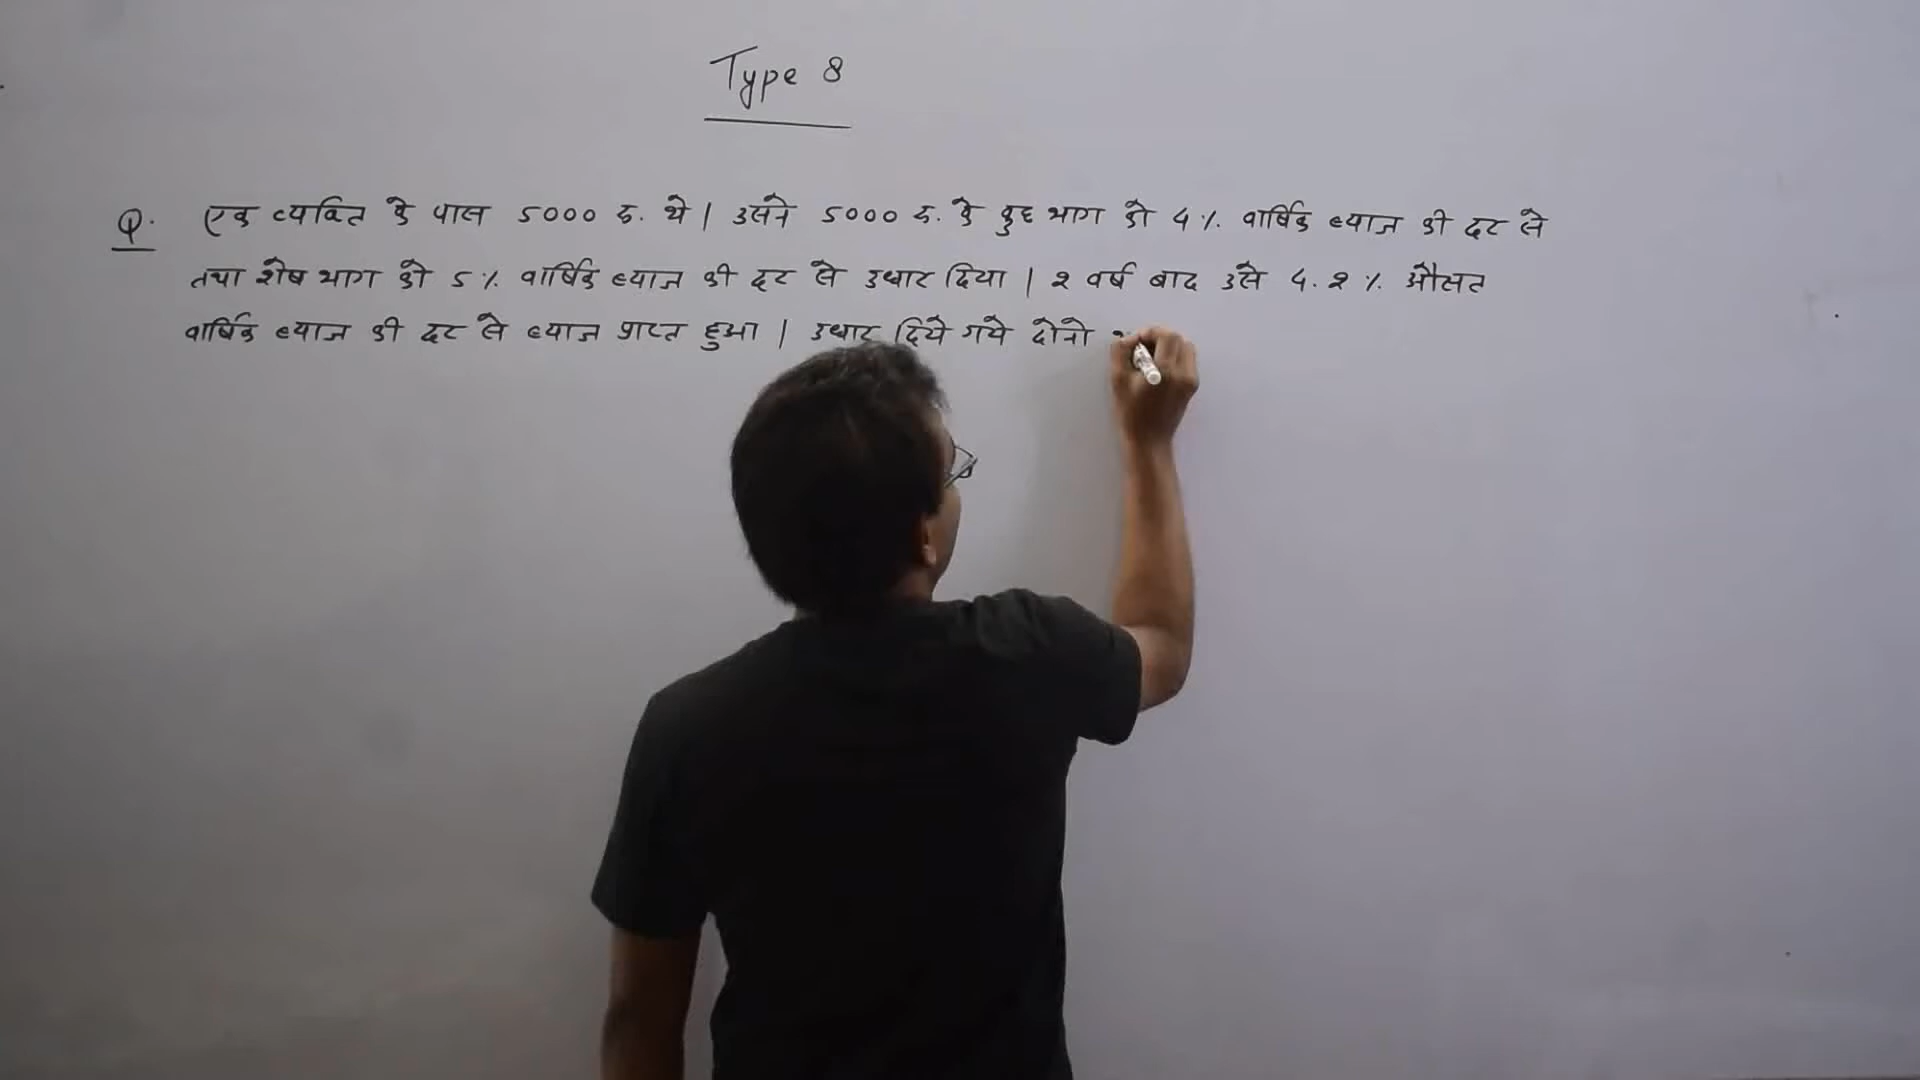 Type 8
Q. एक व्यक्ति के पास 5000 रु. थे | उसने 5000 रु. के कुछ भाग को 4 % वार्षिक ब्याज की दर से
तथा शेष भाग को 5 % वार्षिक ब्याज की दर से उधार दिया | 2 वर्ष बाद उसे 4.2 % औसत
वार्षिक ब्याज की दर से ब्याज प्राप्त हुआ | उधार दिये गये दोनो